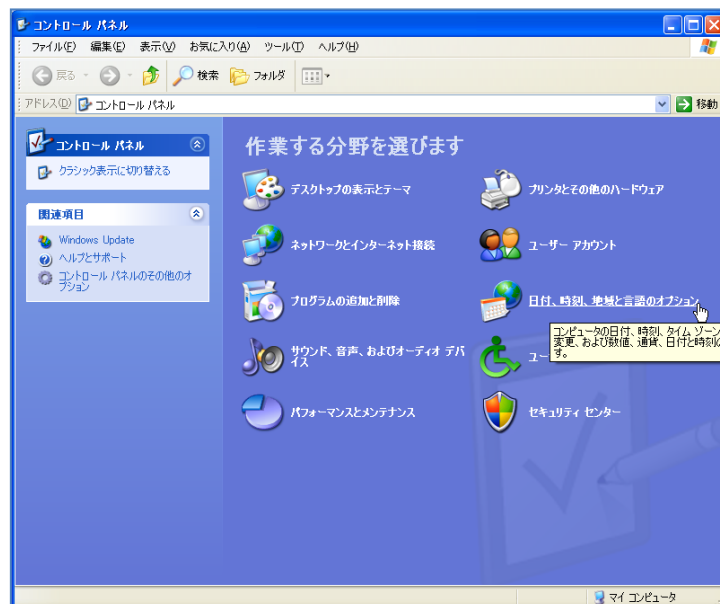 コントロール パネル
ファイル(F) 編集(E) 表示(V) お気に入り(A) ツール(T) ヘルプ(H)
戻る 検索 フォルダ
アドレス(D) コントロール パネル 移動
コントロール パネル
クラシック表示に切り替える
関連項目
Windows Update
ヘルプとサポート
コントロール パネルのその他のオ
プション
作業する分野を選びます
デスクトップの表示とテーマ
プリンタとその他のハードウェア
ネットワークとインターネット接続
ユーザー アカウント
プログラムの追加と削除
日付、時刻、地域と言語のオプション
コンピュータの日付、時刻、タイム ゾーン
変更、および数値、通貨、日付と時刻の
す。
サウンド、音声、およびオーディオ デバ
イス
ユー
パフォーマンスとメンテナンス
セキュリティ センター
マイ コンピュータ